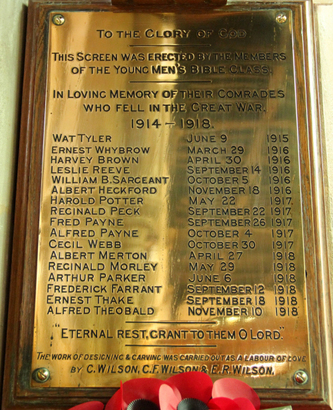 TO THE GLORY OF GOD
THIS SCREEN WAS ERECTED BY THE MEMBERS
OF THE YOUNG MEN'S BIBLE CLASS.
IN LOVING MEMORY OF THEIR COMRADES
WHO FELL IN THE GREAT WAR.
1914 – 1918.
WAT TYLER JUNE 9 1915
ERNEST WHYBROW MARCH 29 1916
HARVEY BROWN APRIL 30 1916
LESLIE REEVE SEPTEMBER 14 1916
WILLIAM B. SARGEANT OCTOBER 5 1916
ALBERT HECKFORD NOVEMBER 18 1916
HAROLD POTTER MAY 22 1917
REGINALD PECK SEPTEMBER 22 1917
FRED PAYNE SEPTEMBER 26 1917
ALFRED PAYNE OCTOBER 4 1917
CECIL WEBB OCTOBER 30 1917
ALBERT MERTON APRIL 27 1918
REGINALD MORLEY MAY 29 1918
ARTHUR PARKER JUNE 6 1918
FREDERICK FARRANT SEPTEMBER 12 1918
ERNEST THAKE SEPTEMBER 18 1918
ALFRED THEOBALD NOVEMBER 10 1918
"ETERNAL REST, GRANT TO THEM O LORD."
THE WORK OF DESIGNING & CARVING WAS CARRIED OUT AS A LABOUR OF LOVE
BY C. WILSON, C.F. WILSON & E.R. WILSON.